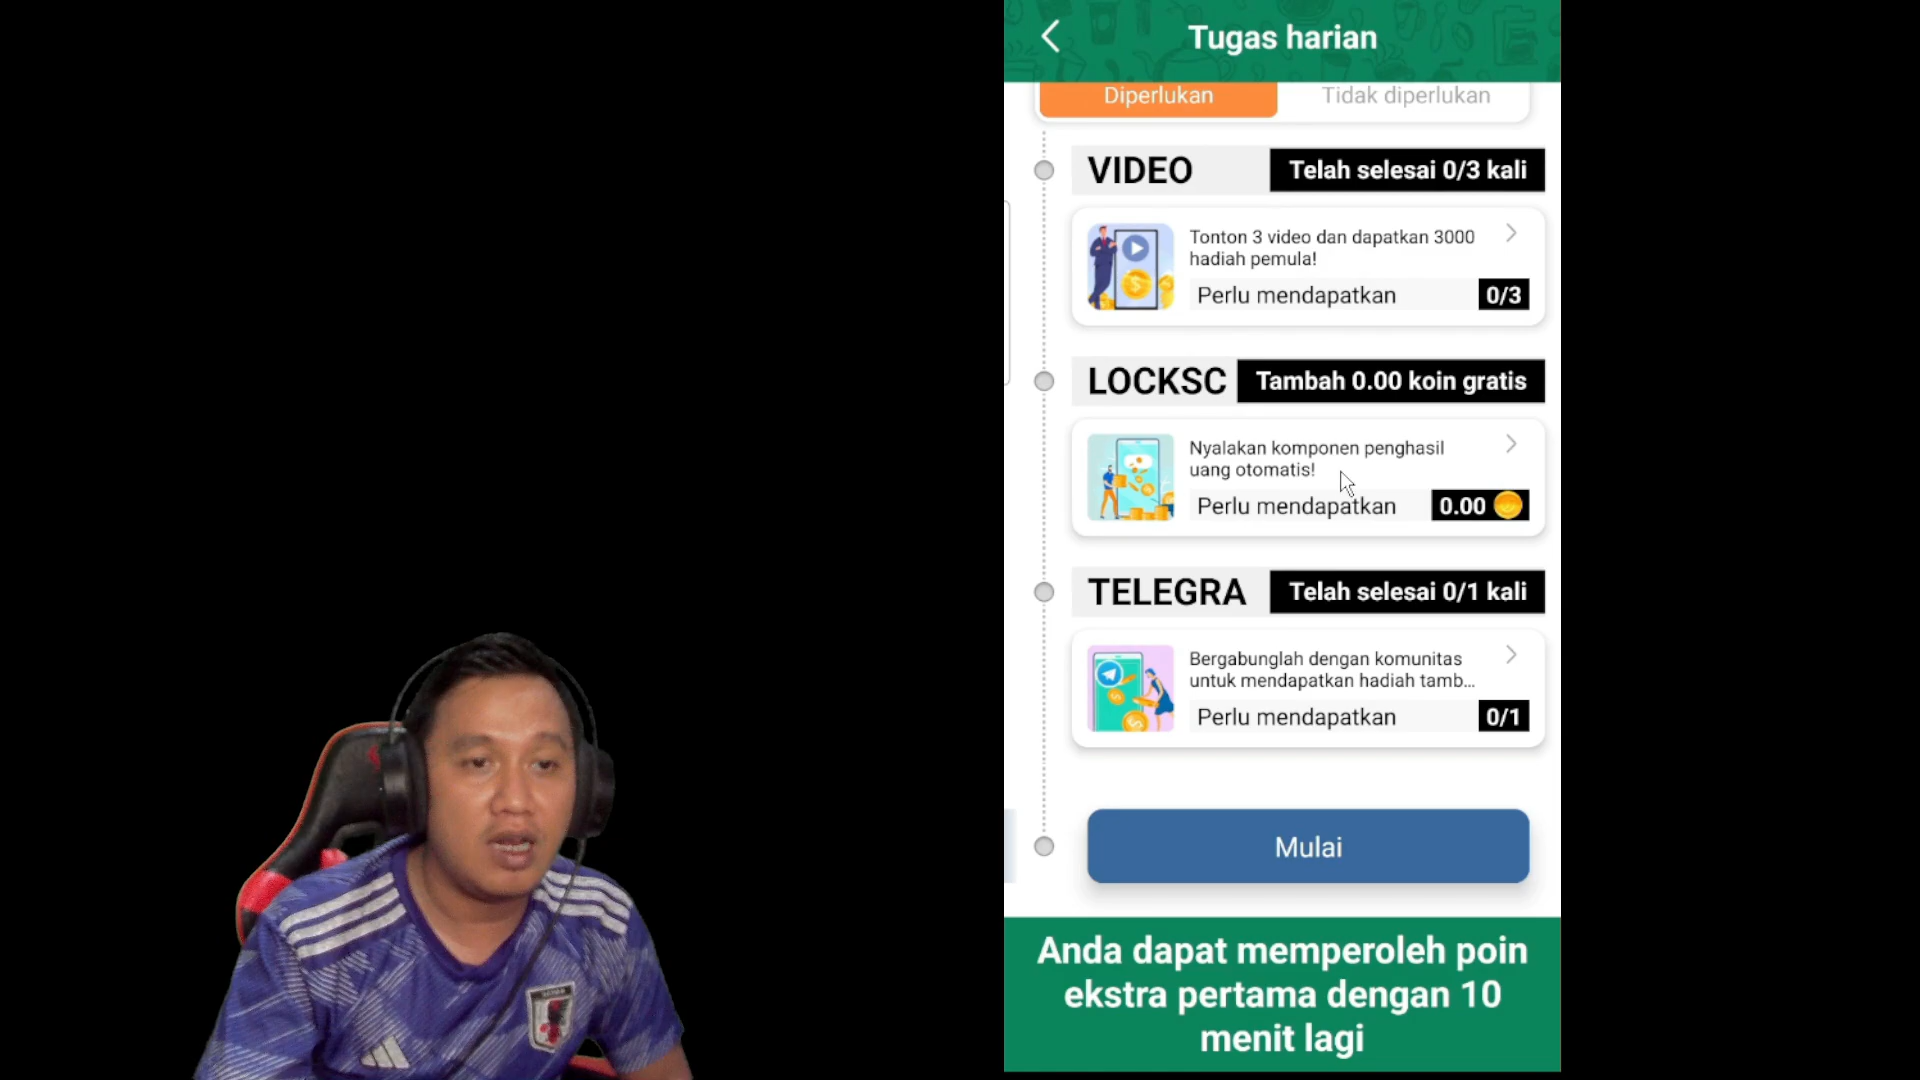 Tugas harian
Diperlukan
Tidak diperlukan
VIDEO
Telah selesai 0/3 kali
Tonton 3 video dan dapatkan 3000
hadiah pemula!
Perlu mendapatkan
0/3
LOCKSC
Tambah 0.00 koin gratis
Nyalakan komponen penghasil
uang otomatis!
Perlu mendapatkan
0.00
TELEGRA
Telah selesai 0/1 kali
Bergabunglah dengan komunitas
untuk mendapatkan hadiah tamb...
Perlu mendapatkan
0/1
Mulai
Anda dapat memperoleh poin
ekstra pertama dengan 10
menit lagi